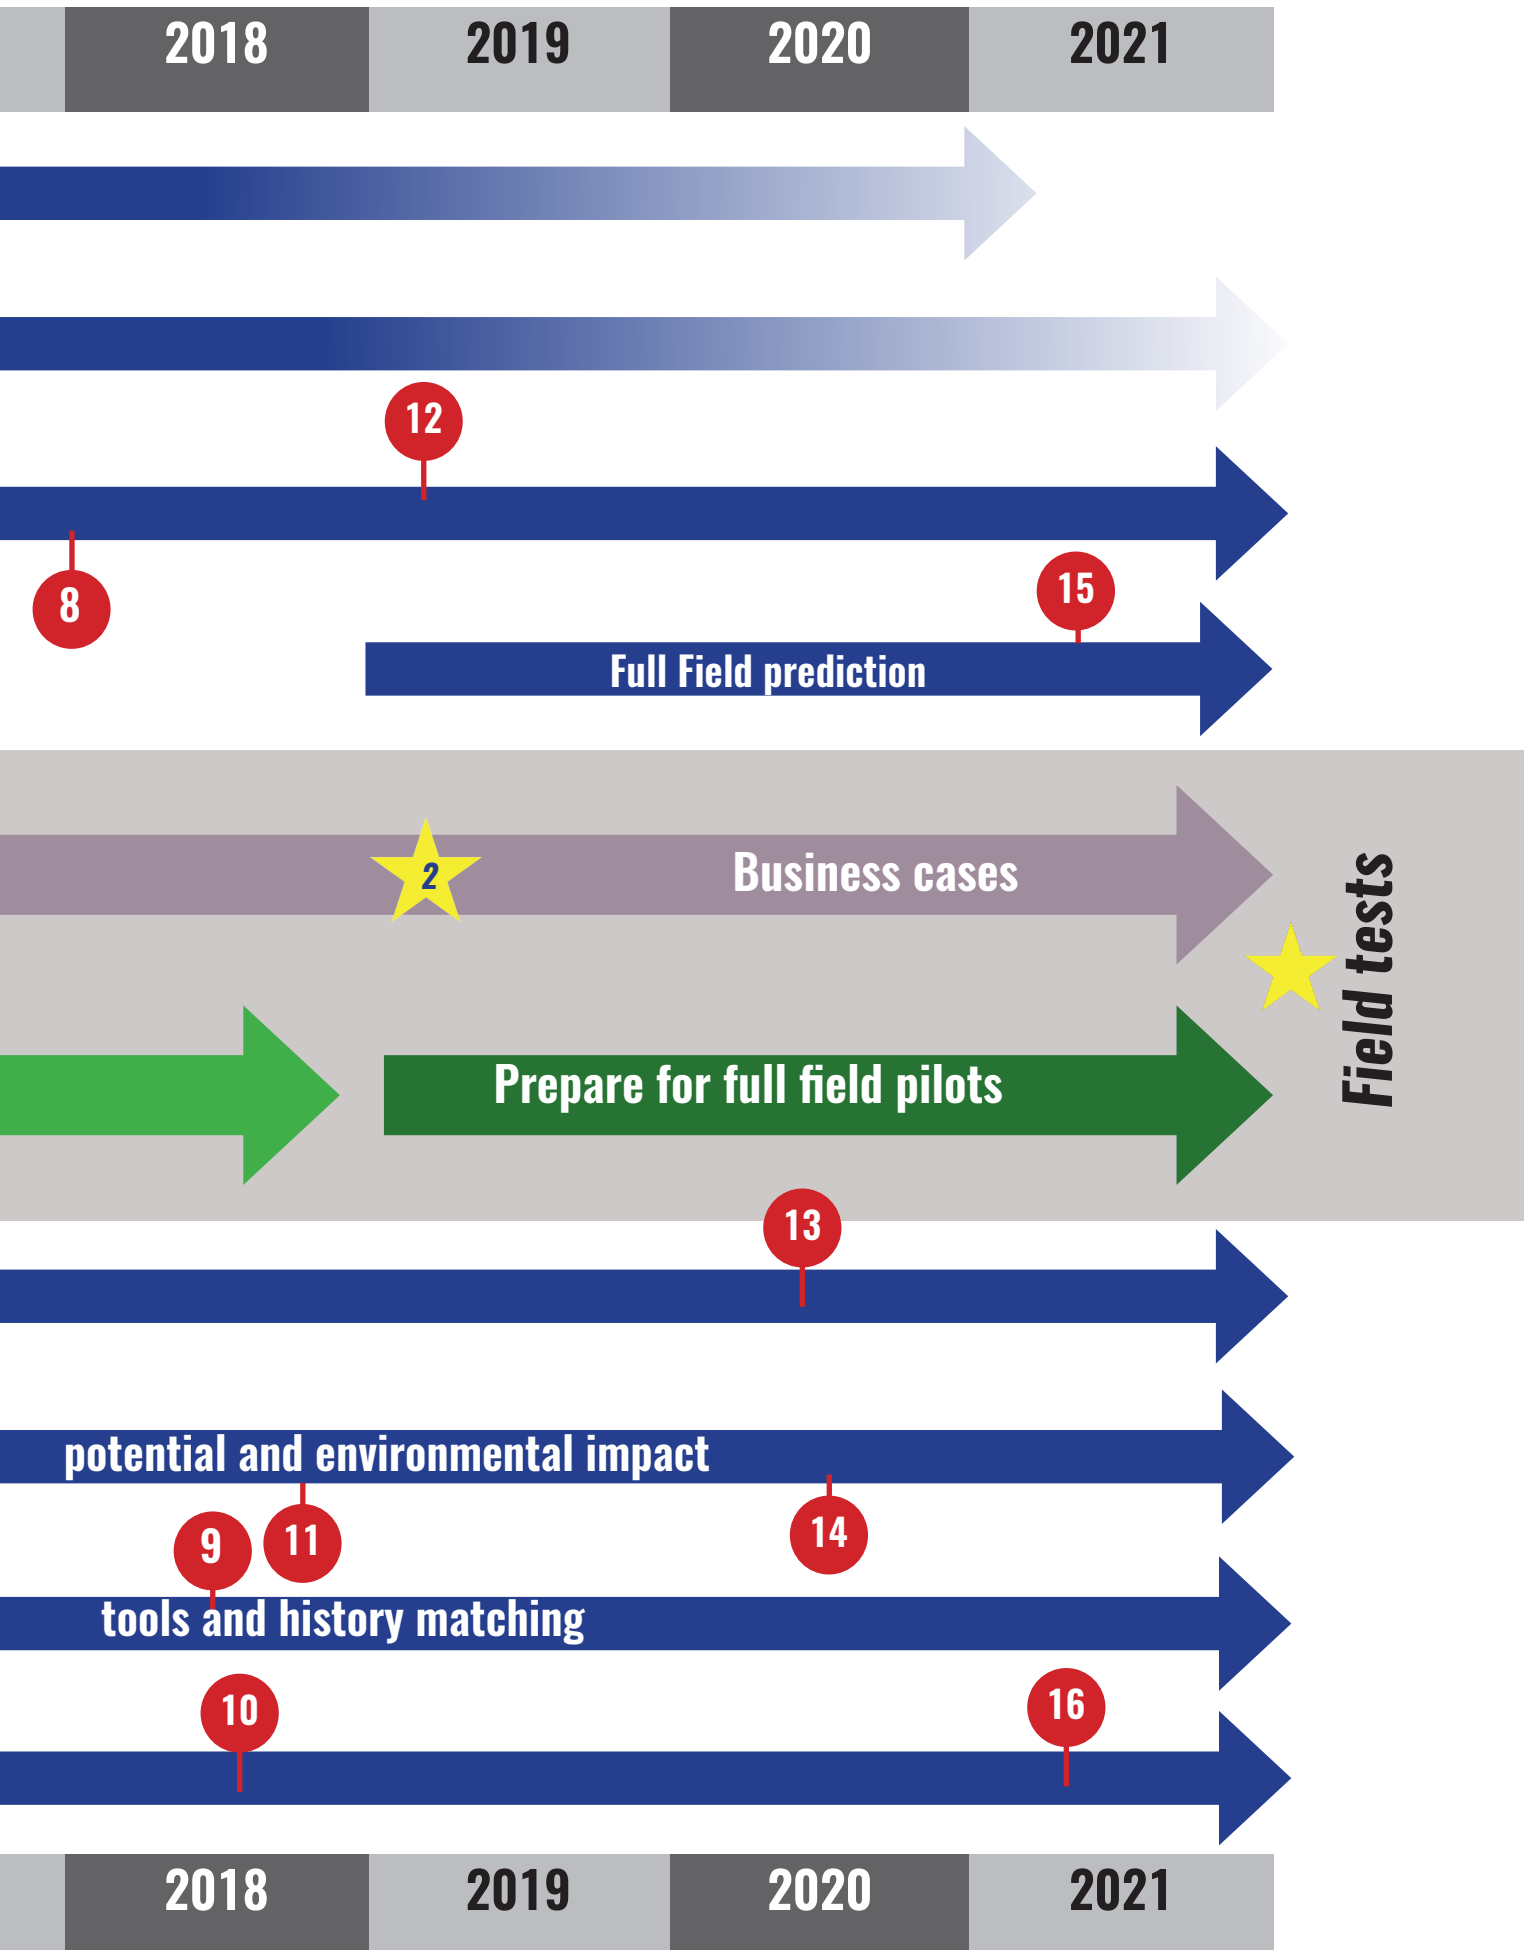 2018 2019 2020 2021
12
8
15
Full Field prediction
2
Business cases
Field tests
Prepare for full field pilots
13
potential and environmental impact
9
11
14
tools and history matching
10
16
2018 2019 2020 2021